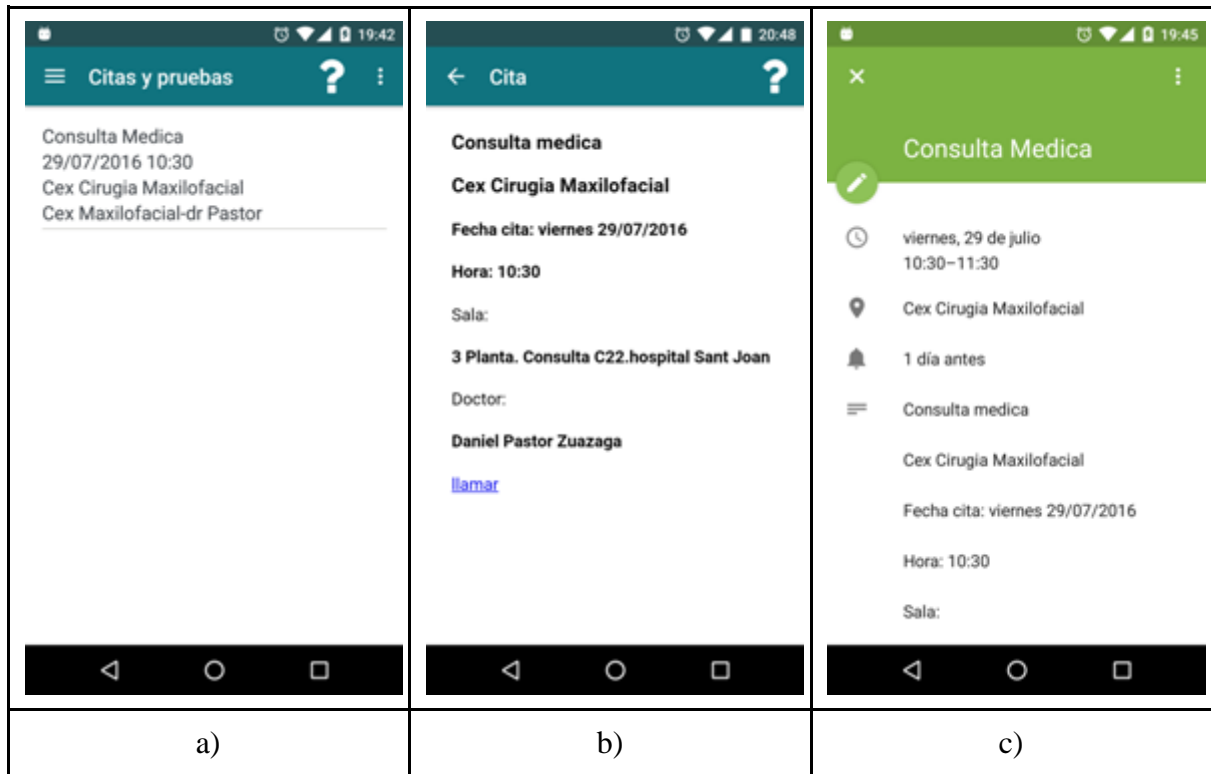 19:42
Citas y pruebas ?
Consulta Medica
29/07/2016 10:30
Cex Cirugia Maxilofacial
Cex Maxilofacial-dr Pastor
20:48
Cita ?
Consulta medica
Cex Cirugia Maxilofacial
Fecha cita: viernes 29/07/2016
Hora: 10:30
Sala:
3 Planta. Consulta C22.hospital Sant Joan
Doctor:
Daniel Pastor Zuazaga
llamar
19:45
Consulta Medica
viernes, 29 de julio
10:30–11:30
Cex Cirugia Maxilofacial
1 día antes
Consulta medica
Cex Cirugia Maxilofacial
Fecha cita: viernes 29/07/2016
Hora: 10:30
Sala:
a)
b)
c)